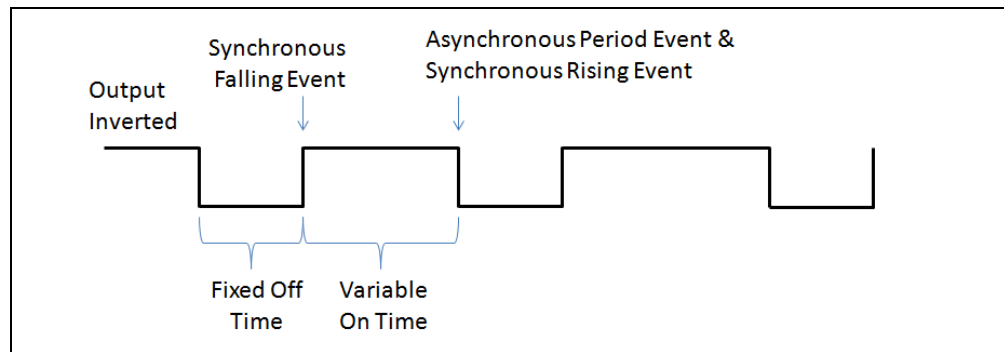 Synchronous
Falling Event
Asynchronous Period Event &
Synchronous Rising Event
Output
Inverted
Fixed Off
Time
Variable
On Time